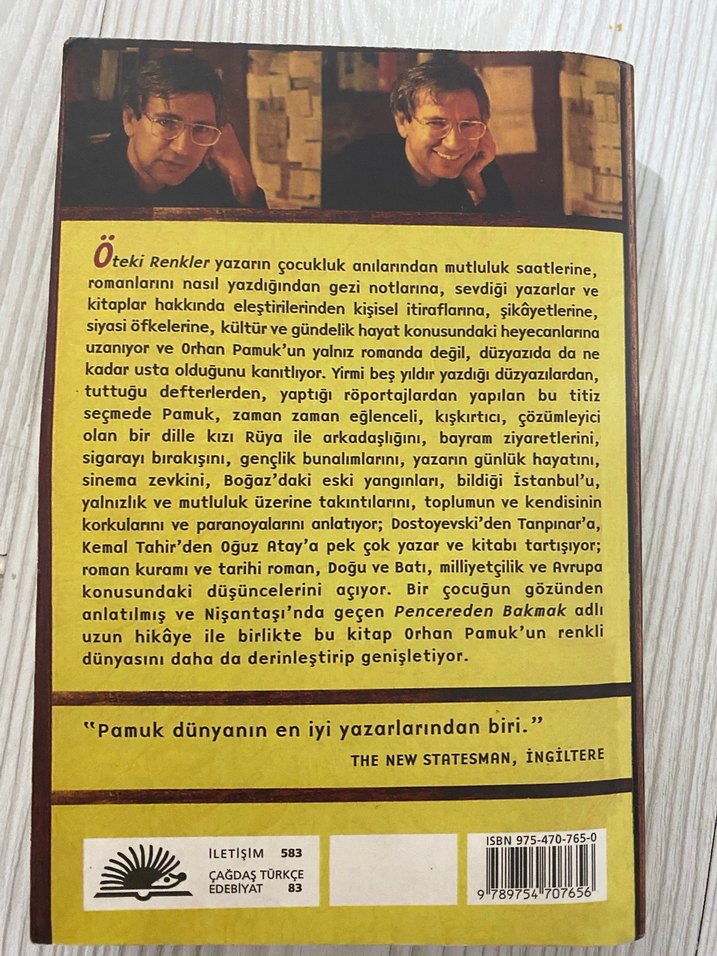 Öteki Renkler yazarın çocukluk anılarından mutluluk saatlerine,
romanlarını nasıl yazdığından gezi notlarına, sevdiği yazarlar ve
kitaplar hakkında eleştirilerinden kişisel itiraflarına, şikâyetlerine,
siyasi öfkelerine, kültür ve gündelik hayat konusundaki heyecanlarına
uzanıyor ve Orhan Pamuk'un yalnız romanda değil, düzyazıda da ne
kadar usta olduğunu kanıtlıyor. Yirmi beş yıldır yazdığı düzyazılardan,
tuttuğu defterlerden, yaptığı röportajlardan yapılan bu titiz
seçmede Pamuk, zaman zaman eğlenceli, kışkırtıcı, çözümleyici
olan bir dille kızı Rüya ile arkadaşlığını, bayram ziyaretlerini,
sigarayı bırakışını, gençlik bunalımlarını, yazarın günlük hayatını,
sinema zevkini, Boğaz'daki eski yangınları, bildiği İstanbul'u,
yalnızlık ve mutluluk üzerine takıntılarını, toplumun ve kendisinin
korkularını ve paranoyalarını anlatıyor; Dostoyevski'den Tanpınar'a,
Kemal Tahir'den Oğuz Atay'a pek çok yazar ve kitabı tartışıyor;
roman kuramı ve tarihi roman, Doğu ve Batı, milliyetçilik ve Avrupa
konusundaki düşüncelerini açıyor. Bir çocuğun gözünden
anlatılmış ve Nişantaşı'nda geçen Pencereden Bakmak adlı
uzun hikâye ile birlikte bu kitap Orhan Pamuk'un renkli
dünyasını daha da derinleştirip genişletiyor.
"Pamuk dünyanın en iyi yazarlarından biri."
THE NEW STATESMAN, İNGİLTERE
İLETİŞİM 583
ÇAĞDAŞ TÜRKÇE
EDEBİYAT 83
ISBN 975-470-765-0
9 789754 707656